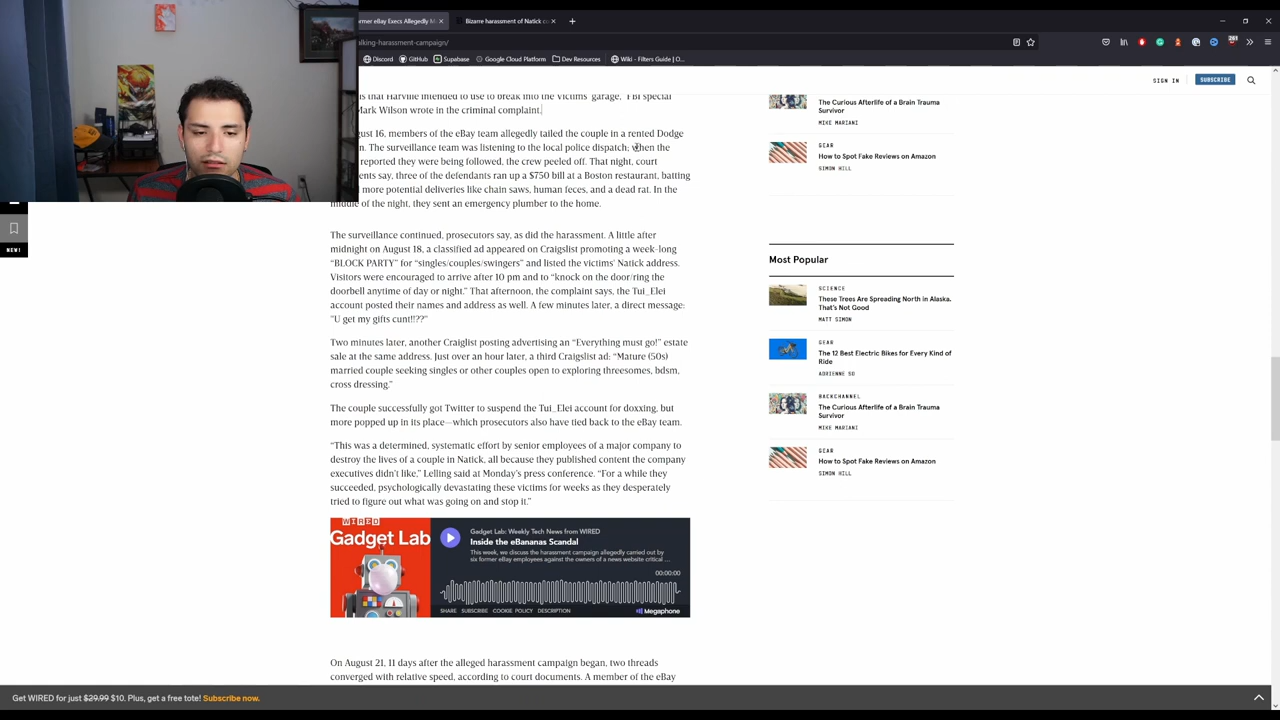 ormer eBay Execs Allegedly M
Bizarre harassment of Natick c
alking-harassment-campaign/
Discord
GitHub
Supabase
Google Cloud Platform
Dev Resources
Wiki - Filters Guide | O...
261
SIGN IN
SUBSCRIBE
NEW!
is that Harville intended to use to break into the victims' garage," FBI special
Mark Wilson wrote in the criminal complaint.
gust 16, members of the eBay team allegedly tailed the couple in a rented Dodge
n. The surveillance team was listening to the local police dispatch; when the
reported they were being followed, the crew peeled off. That night, court
ents say, three of the defendants ran up a $750 bill at a Boston restaurant, batting
more potential deliveries like chain saws, human feces, and a dead rat. In the
middle of the night, they sent an emergency plumber to the home.
The surveillance continued, prosecutors say, as did the harassment. A little after
midnight on August 18, a classified ad appeared on Craigslist promoting a week-long
“BLOCK PARTY” for “singles/couples/swingers” and listed the victims' Natick address.
Visitors were encouraged to arrive after 10 pm and to “knock on the door/ring the
doorbell anytime of day or night.” That afternoon, the complaint says, the Tui_Elei
account posted their names and address as well. A few minutes later, a direct message:
“U get my gifts cunt!!??”
Two minutes later, another Craiglist posting advertising an “Everything must go!” estate
sale at the same address. Just over an hour later, a third Craigslist ad: “Mature (50s)
married couple seeking singles or other couples open to exploring threesomes, bdsm,
cross dressing.”
The couple successfully got Twitter to suspend the Tui_Elei account for doxxing, but
more popped up in its place—which prosecutors also have tied back to the eBay team.
“This was a determined, systematic effort by senior employees of a major company to
destroy the lives of a couple in Natick, all because they published content the company
executives didn't like,” Lelling said at Monday's press conference. “For a while they
succeeded, psychologically devastating these victims for weeks as they desperately
tried to figure out what was going on and stop it.”
WIRED
Gadget Lab
Gadget Lab: Weekly Tech News from WIRED
Inside the eBananas Scandal
This week, we discuss the harassment campaign allegedly carried out by
six former eBay employees against the owners of a news website critical ...
00:00:00
SHARE
SUBSCRIBE
COOKIE POLICY
DESCRIPTION
Megaphone
On August 21, 11 days after the alleged harassment campaign began, two threads
converged with relative speed, according to court documents. A member of the eBay
The Curious Afterlife of a Brain Trauma
Survivor
MIKE MARIANI
GEAR
How to Spot Fake Reviews on Amazon
SIMON HILL
Most Popular
SCIENCE
These Trees Are Spreading North in Alaska.
That's Not Good
MATT SIMON
GEAR
The 12 Best Electric Bikes for Every Kind of
Ride
ADRIENNE SO
BACKCHANNEL
The Curious Afterlife of a Brain Trauma
Survivor
MIKE MARIANI
GEAR
How to Spot Fake Reviews on Amazon
SIMON HILL
Get WIRED for just $29.99 $10. Plus, get a free tote! Subscribe now.